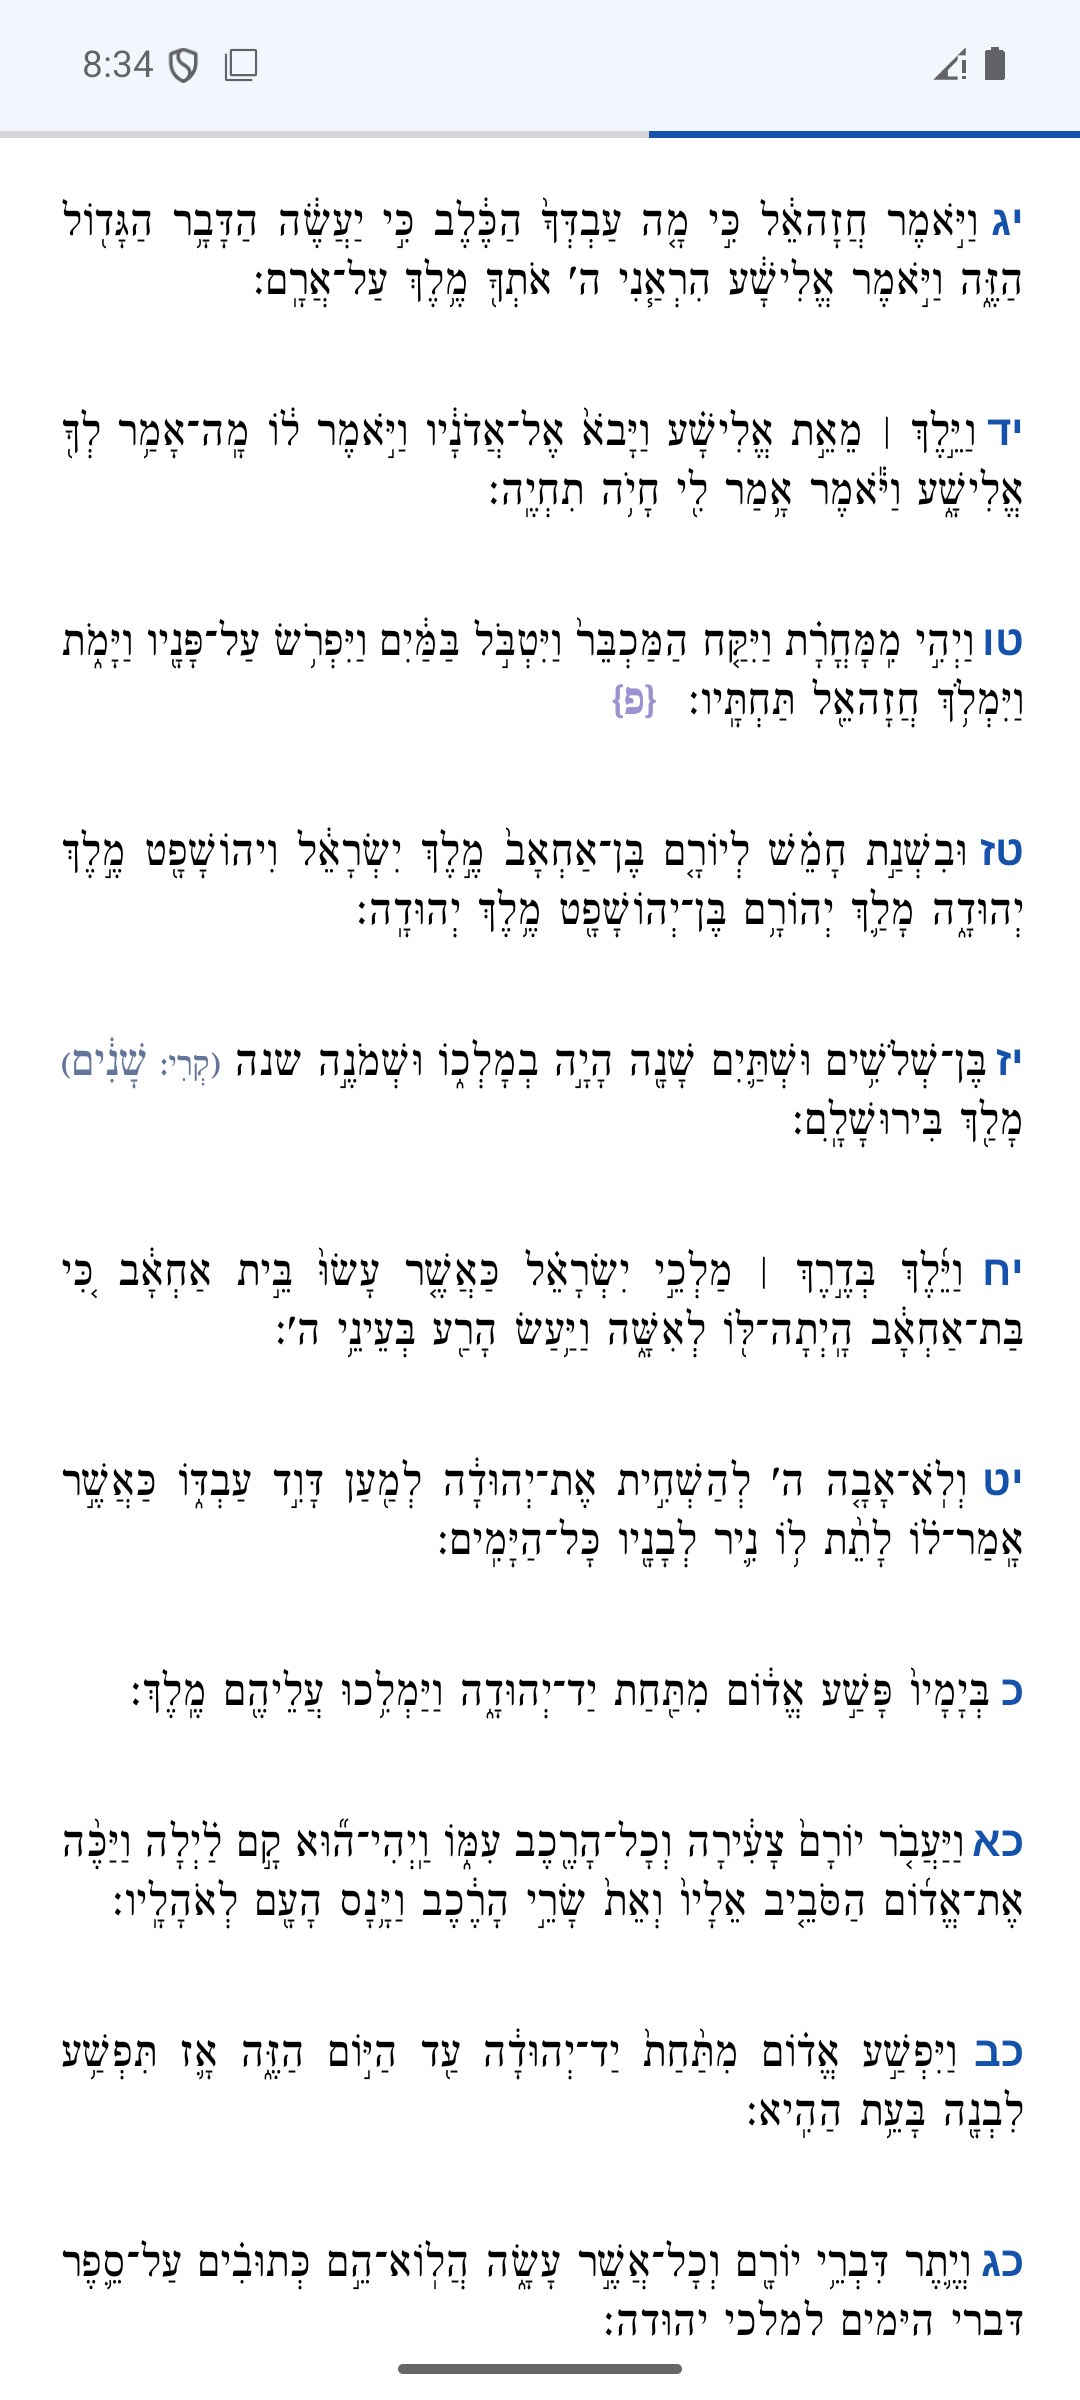 8:34
יג וַיֹּ֣אמֶר חֲזָהאֵ֔ל כִּ֣י מָ֤ה עַבְדְּךָ֙ הַכֶּ֔לֶב כִּ֣י יַעֲשֶׂ֔ה הַדָּבָ֥ר הַגָּד֖וֹל
הַזֶּ֑ה וַיֹּ֣אמֶר אֱלִישָׁ֔ע הִרְאַ֧נִי ה' אֹתְךָ֖ מֶ֥לֶךְ עַל־אֲרָֽם׃
יד וַיֵּ֣לֶךְ ׀ מֵאֵ֣ת אֱלִישָׁ֗ע וַיָּבֹא֙ אֶל־אֲדֹנָ֔יו וַיֹּ֣אמֶר ל֔וֹ מָֽה־אָמַ֥ר לְךָ֖
אֱלִישָׁ֑ע וַיֹּ֕אמֶר אָ֥מַר לִ֖י חָיֹ֥ה תִחְיֶֽה׃
טו וַיְהִ֣י מִֽמָּחֳרָ֗ת וַיִּקַּ֤ח הַמַּכְבֵּר֙ וַיִּטְבֹּ֣ל בַּמַּ֔יִם וַיִּפְרֹ֥שׂ עַל־פָּנָ֖יו וַיָּמֹ֑ת
וַיִּמְלֹ֥ךְ חֲזָהאֵ֖ל תַּחְתָּֽיו׃ {פ}
טז וּבִשְׁנַ֣ת חָמֵ֗שׁ לְיוֹרָ֤ם בֶּן־אַחְאָב֙ מֶ֣לֶךְ יִשְׂרָאֵ֔ל וִיהוֹשָׁפָ֖ט מֶ֣לֶךְ
יְהוּדָ֑ה מָלַ֛ךְ יְהוֹרָ֥ם בֶּן־יְהוֹשָׁפָ֖ט מֶ֥לֶךְ יְהוּדָֽה׃
יז בֶּן־שְׁלֹשִׁ֥ים וּשְׁתַּ֛יִם שָׁנָ֖ה הָיָ֣ה בְמָלְכ֑וֹ וּשְׁמֹנֶ֣ה שנה (קְרִי: שָׁנִ֔ים)
מָלַ֖ךְ בִּירוּשָׁלָֽ͏ִם׃
יח וַיֵּ֜לֶךְ בְּדֶ֣רֶךְ ׀ מַלְכֵ֣י יִשְׂרָאֵ֗ל כַּאֲשֶׁ֤ר עָשׂוּ֙ בֵּ֣ית אַחְאָ֔ב כִּ֚י
בַּת־אַחְאָ֔ב הָֽיְתָה־לּ֖וֹ לְאִשָּׁ֑ה וַיַּ֥עַשׂ הָרַ֖ע בְּעֵינֵ֥י ה'׃
יט וְלֹֽא־אָבָ֤ה ה' לְהַשְׁחִ֣ית אֶת־יְהוּדָ֔ה לְמַ֖עַן דָּוִ֣ד עַבְדּ֑וֹ כַּאֲשֶׁ֣ר
אָֽמַר־ל֗וֹ לָתֵ֨ת ל֥וֹ נִ֛יר לְבָנָ֖יו כׇּל־הַיָּמִֽים׃
כ בְּיָמָיו֙ פָּשַׁ֣ע אֱד֔וֹם מִתַּ֖חַת יַד־יְהוּדָ֑ה וַיַּמְלִ֥כוּ עֲלֵיהֶ֖ם מֶֽלֶךְ׃
כא וַיַּעֲבֹ֤ר יוֹרָם֙ צָעִ֔ירָה וְכׇל־הָרֶ֖כֶב עִמּ֑וֹ וַֽיְהִי־ה֞וּא קָ֣ם לַ֗יְלָה וַיַּכֶּ֨ה
אֶת־אֱד֜וֹם הַסֹּבֵ֤יב אֵלָיו֙ וְאֵת֙ שָׂרֵ֣י הָרֶ֔כֶב וַיָּ֥נׇס הָעָ֖ם לְאֹהָלָֽיו׃
כב וַיִּפְשַׁ֣ע אֱד֗וֹם מִתַּ֙חַת֙ יַד־יְהוּדָ֔ה עַ֖ד הַיּ֣וֹם הַזֶּ֑ה אָ֛ז תִּפְשַׁ֥ע
לִבְנָ֖ה בָּעֵ֥ת הַהִֽיא׃
כג וְיֶ֛תֶר דִּבְרֵ֥י יוֹרָ֖ם וְכׇל־אֲשֶׁ֣ר עָשָׂ֑ה הֲלֽוֹא־הֵ֣ם כְּתוּבִ֗ים עַל־סֵ֛פֶר
דברי הימים למלכי יהודה׃